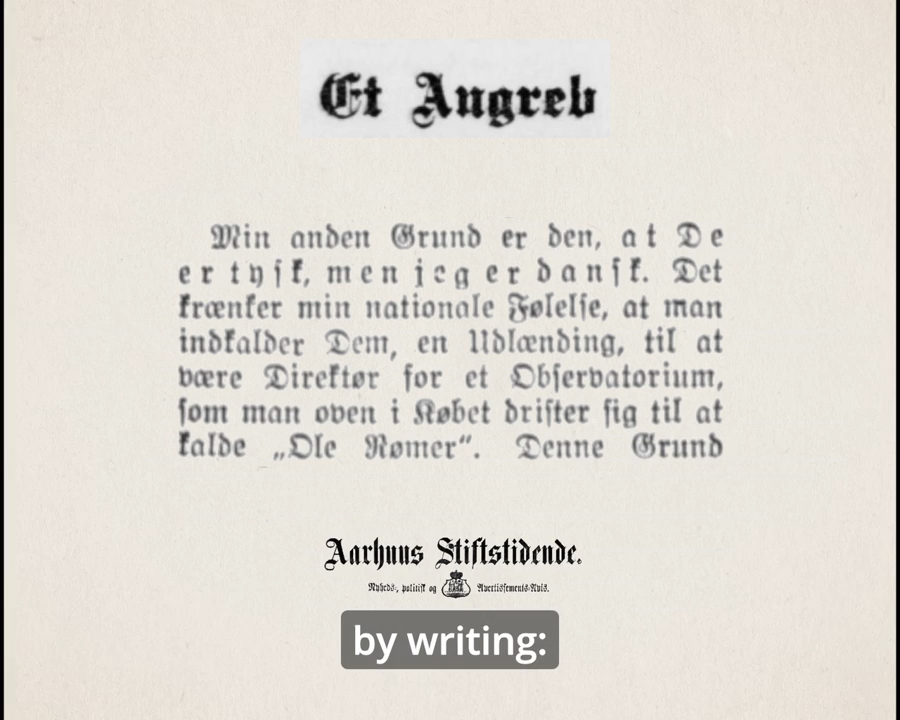 Et Angreb
Min anden Grund er den, at De
er tysk, men jeg er dansk. Det
krænker min nationale Følelse, at man
indkalder Dem, en Udlænding, til at
være Direktør for et Observatorium,
som man oven i Købet drister sig til at
kalde „Ole Rømer“. Denne Grund
Aarhuus Stiftstidende.
Nyheds-, politisk og Avertissements-Avis.
by writing: